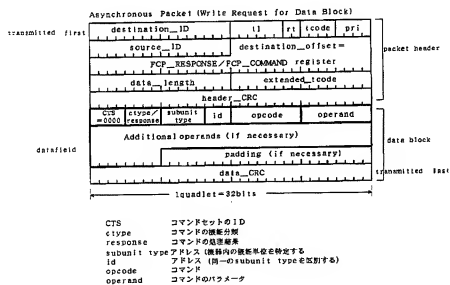 Asynchronous Packet (Write Request for Data Block)
transmitted first
destination_ID tl rt tcode pri
source_ID destination_offset=
FCP_RESPONSE/FCP_COMMAND register
data_length extended_tcode
header_CRC
packet header
CTS =0000 ctype/ response subunit type id opcode operand
Additional operands (if necessary)
datafield
padding (if necessary)
data block
data_CRC
transmitted last
1quadlet=32bits
CTS コマンドセットのID
ctype コマンドの機能分類
response コマンドの処理結果
subunit type アドレス (機器内の機能単位を特定する
id アドレス (同一のsubunit typeを区別する)
opcode コマンド
operand コマンドのパラメータ